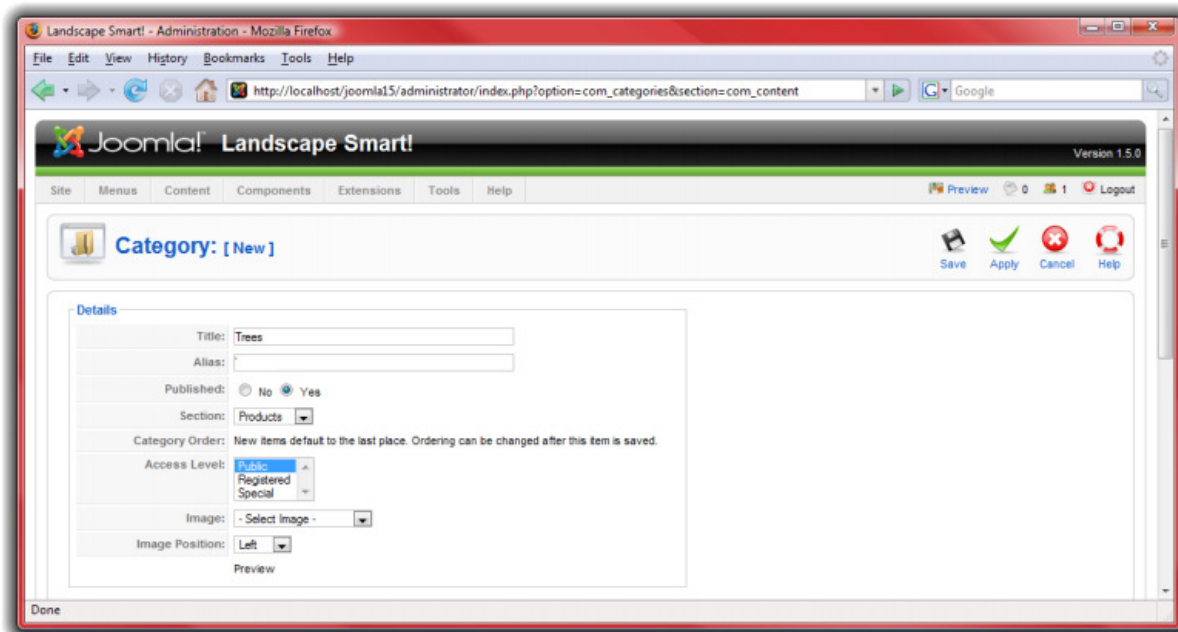 Landscape Smart! - Administration - Mozilla Firefox
File Edit View History Bookmarks Tools Help
http://localhost/joomla15/administrator/index.php?option=com_categories&section=com_content
G Google
Joomla! Landscape Smart!
Version 1.5.0
Site Menus Content Components Extensions Tools Help Preview 0 1 Logout
Category: [ New ]
Save Apply Cancel Help
Details
Title: Trees
Alias:
Published: No Yes
Section: Products
Category Order: New items default to the last place. Ordering can be changed after this item is saved.
Access Level: Public
Registered
Special
Image: - Select Image -
Image Position: Left
Preview
Done